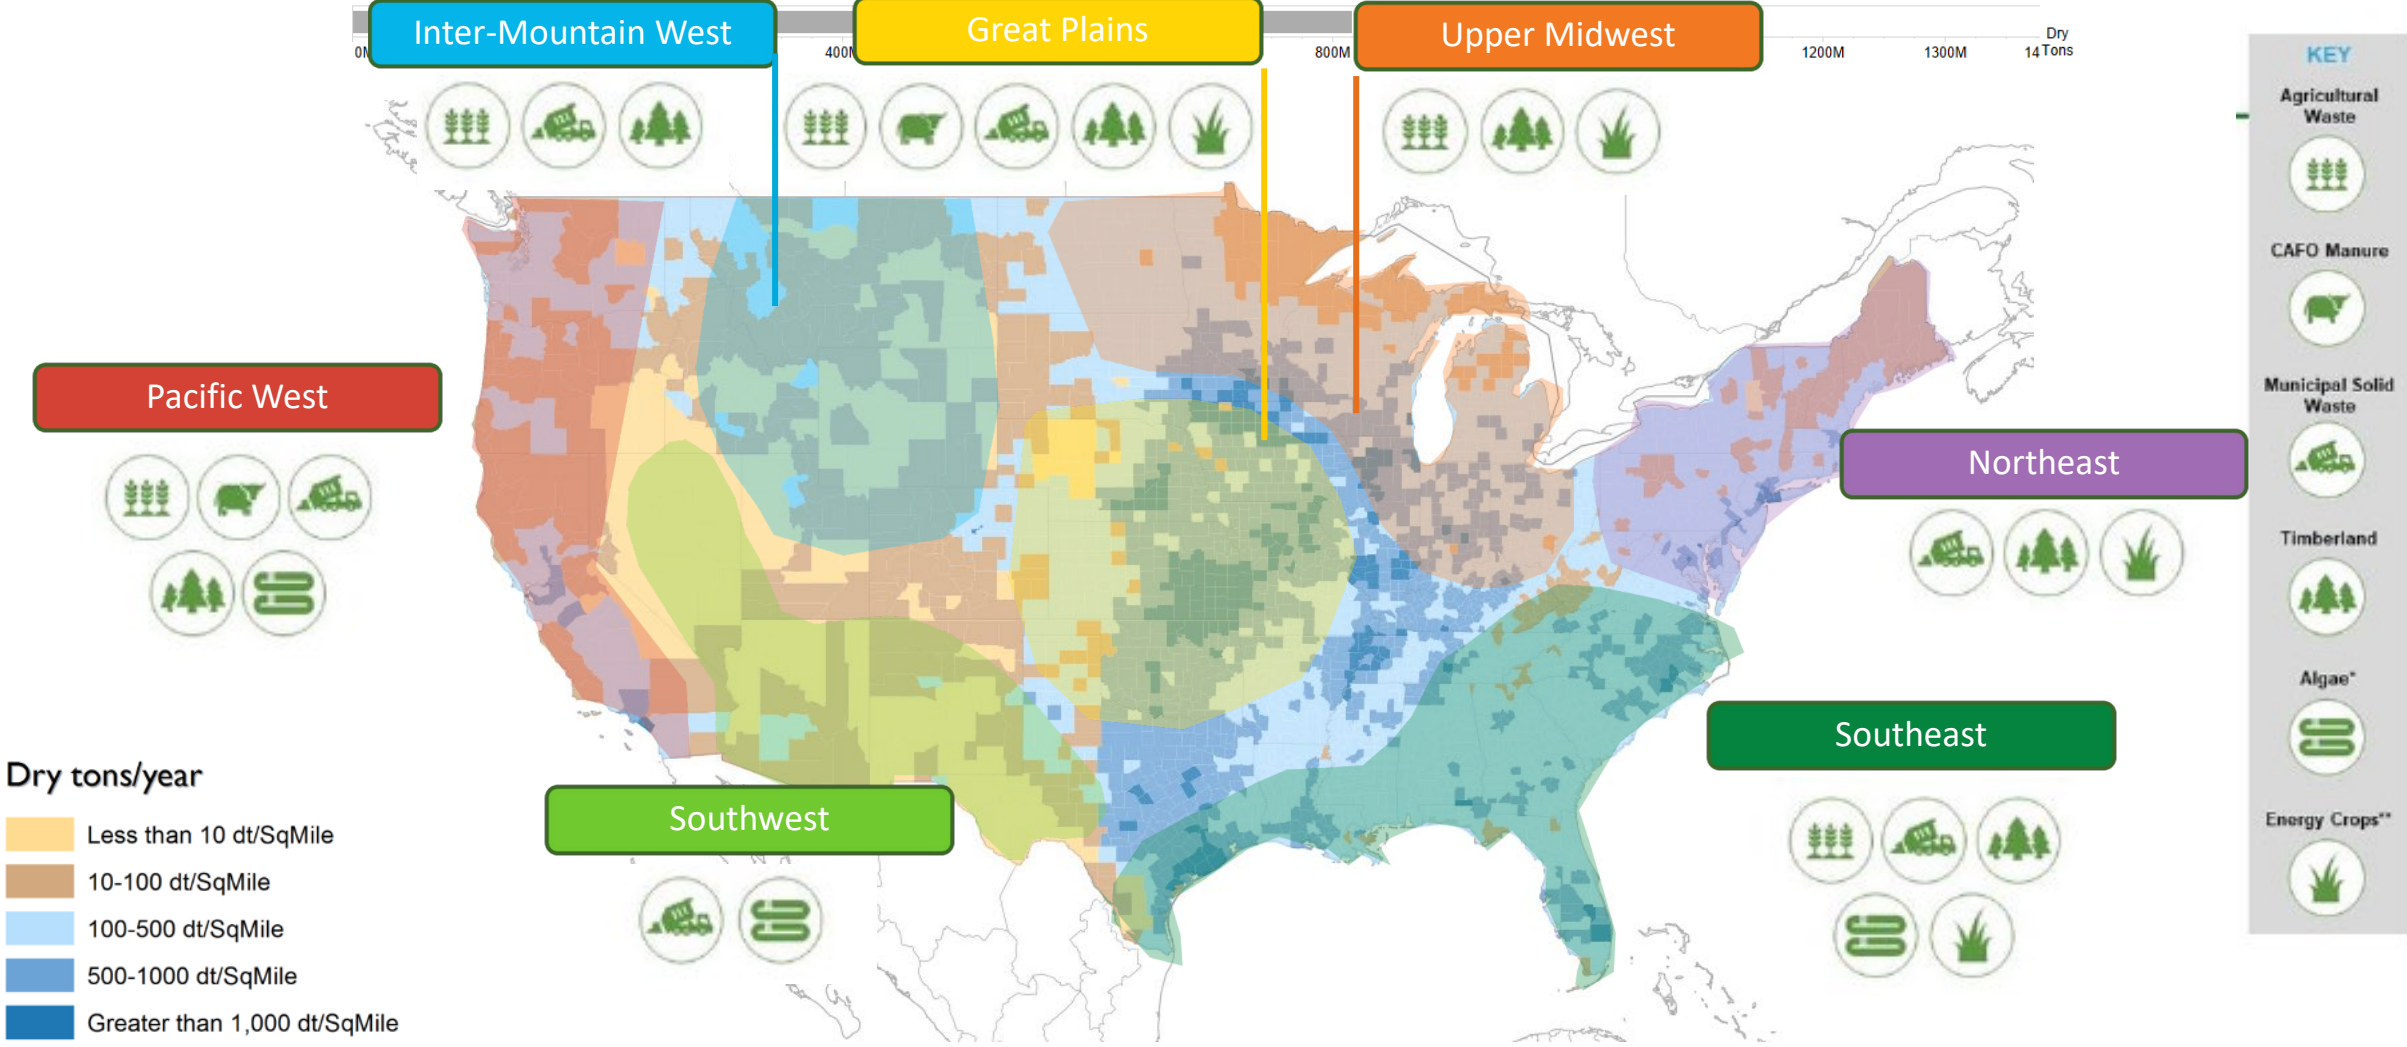 Inter-Mountain West
Great Plains
Upper Midwest
400M
800M
1200M
1300M
14
Dry
Tons
KEY
Agricultural
Waste
CAFO Manure
Municipal Solid
Waste
Timberland
Algae*
Energy Crops**
Pacific West
Northeast
Southeast
Southwest
Dry tons/year
Less than 10 dt/SqMile
10-100 dt/SqMile
100-500 dt/SqMile
500-1000 dt/SqMile
Greater than 1,000 dt/SqMile